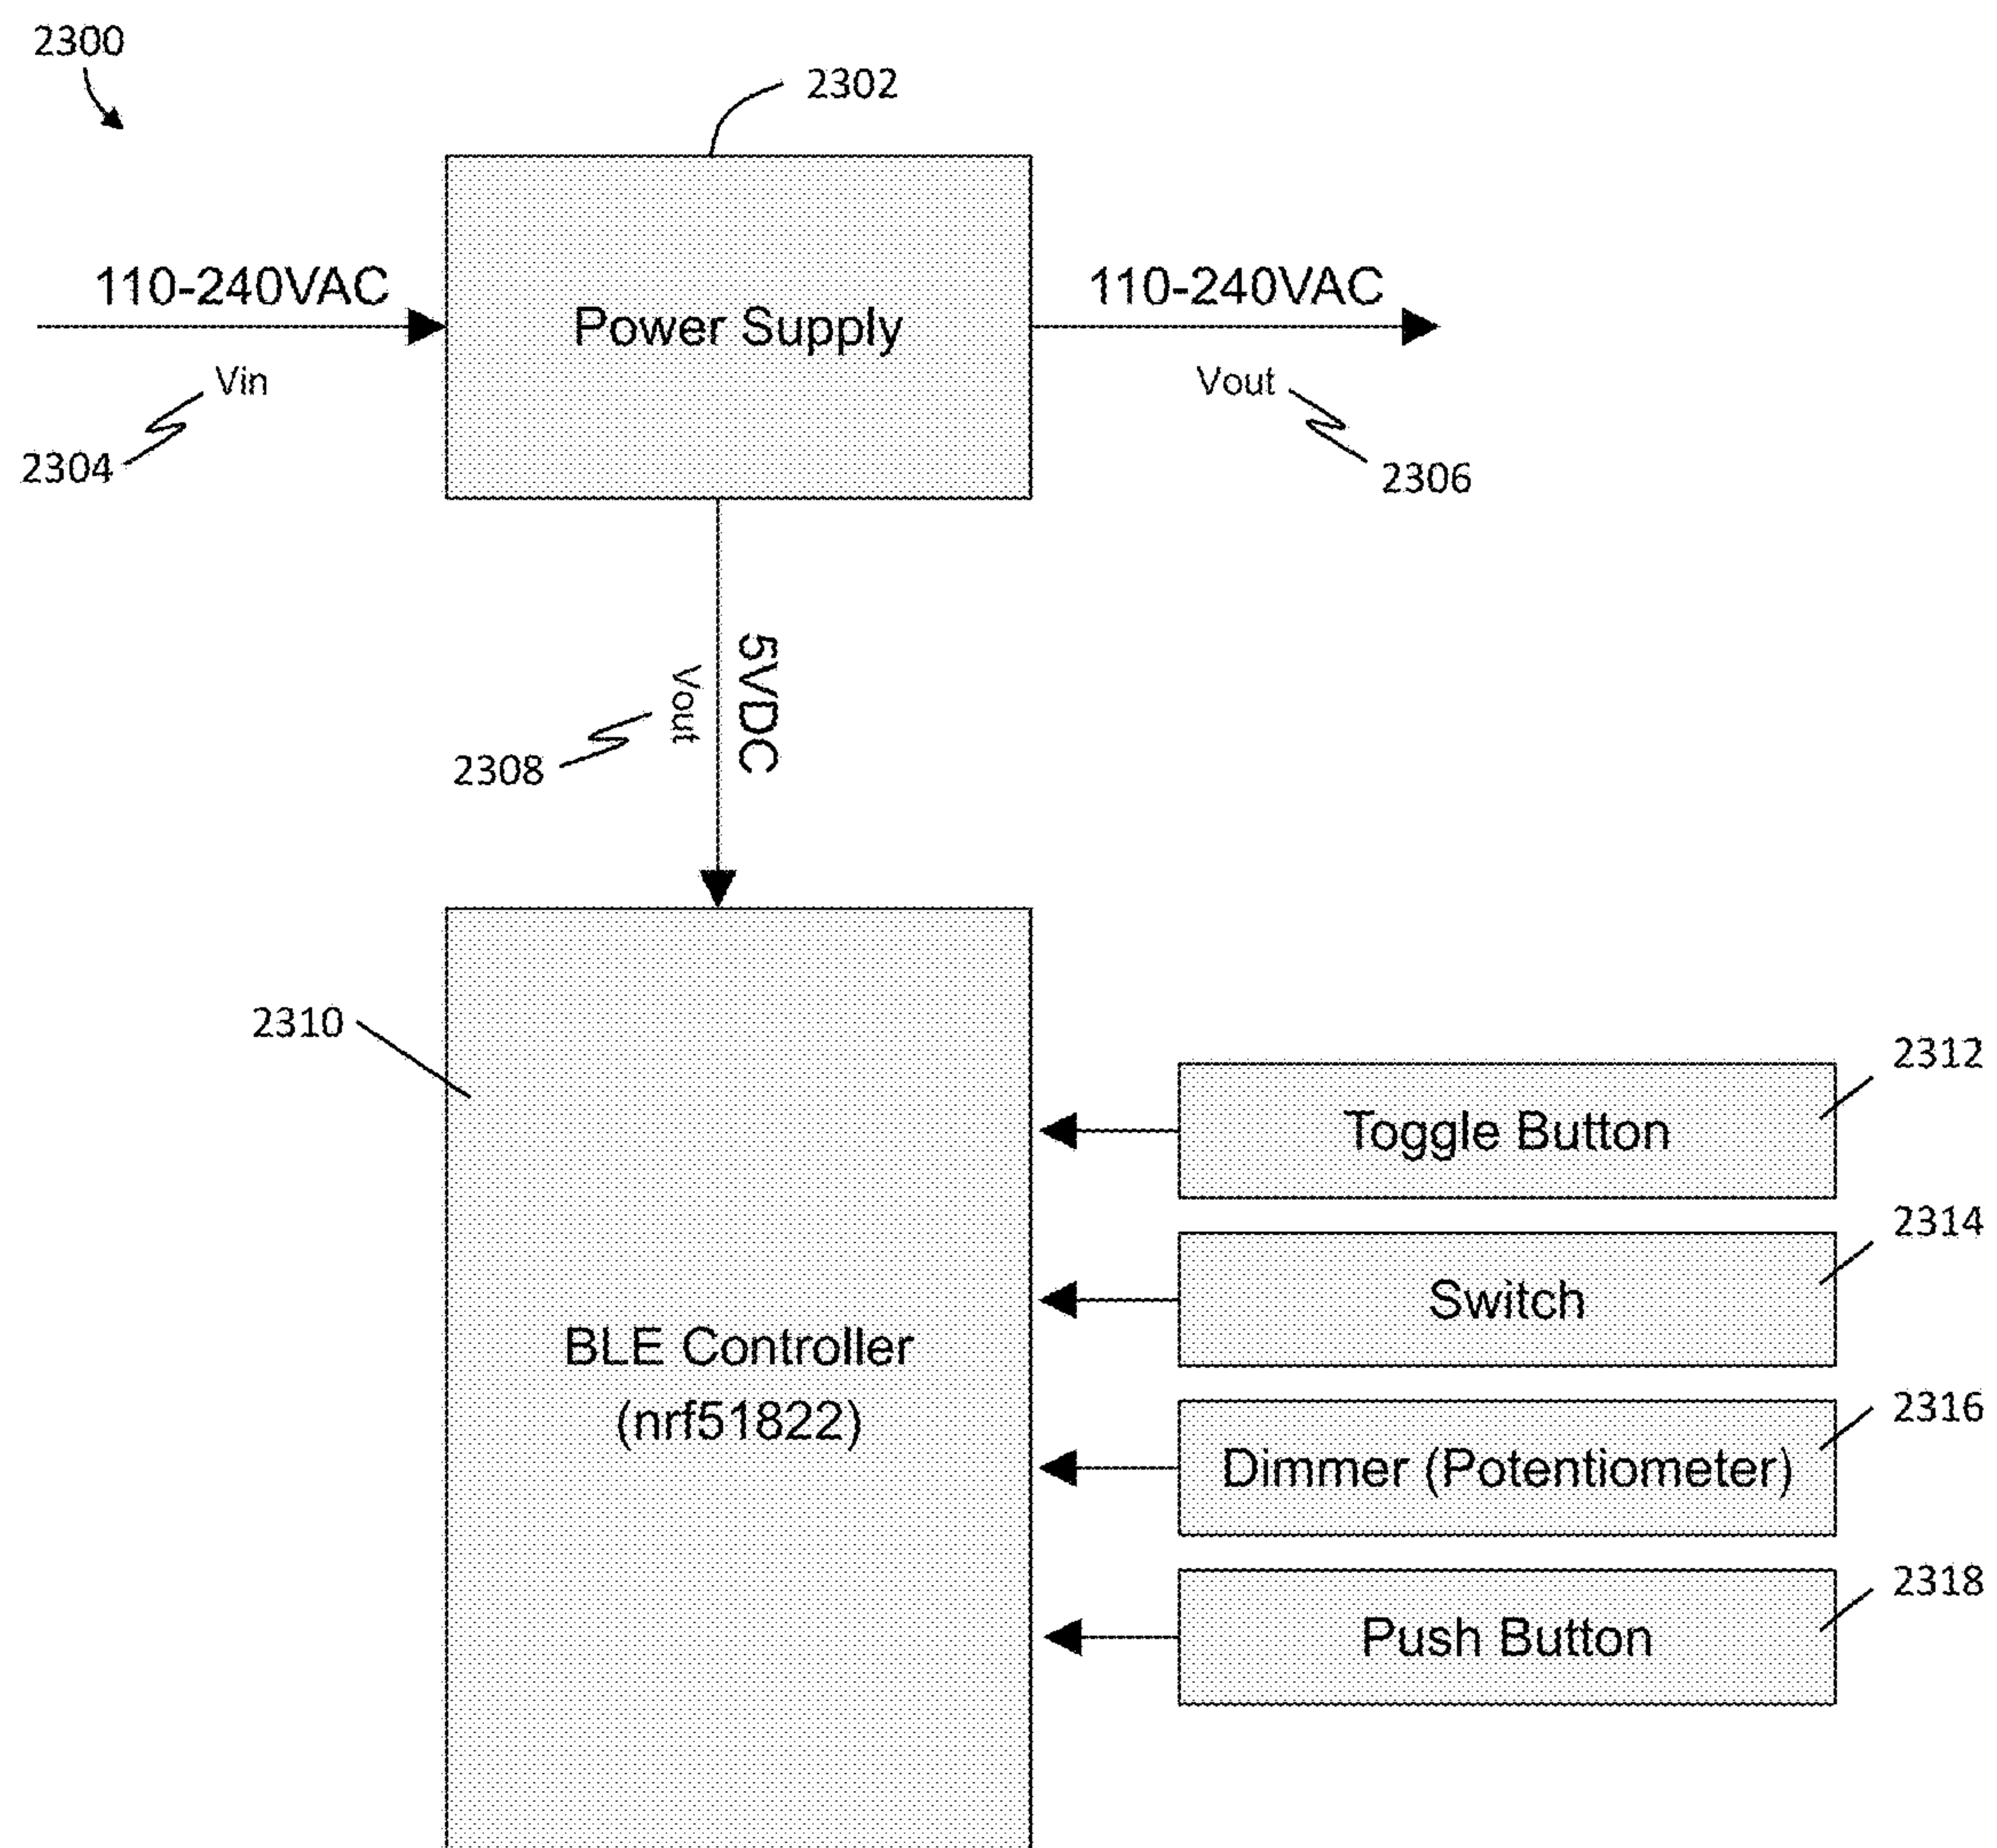 2300
2302
110-240VAC
Power Supply
110-240VAC
Vin
Vout
2304
2306
5VDC
Vout
2308
2310
2312
Toggle Button
2314
Switch
BLE Controller
(nrf51822)
2316
Dimmer (Potentiometer)
2318
Push Button